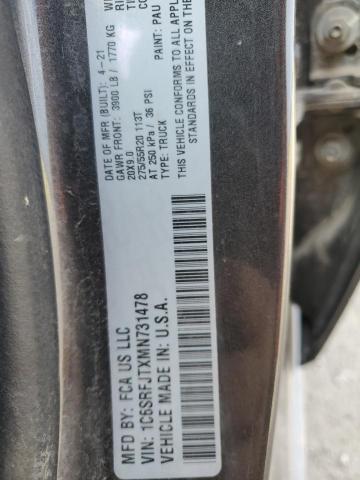 MFD BY: FCA US LLC
DATE OF MFR (BUILT): 4-21
GAWR FRONT: 3900 LB / 1770 KG
20X9.0
275/55R20 113T
AT 250 kPa / 36 PSI
THIS VEHICLE CONFORMS TO ALL APPL
STANDARDS IN EFFECT ON THE
VIN: 1C6SRFJTXMN731478
TYPE: TRUCK
PAINT: PAU
VEHICLE MADE IN: U.S.A.